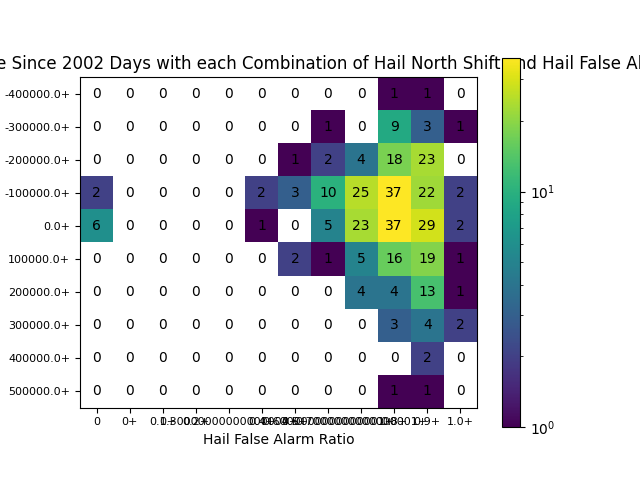 e Since 2002 Days with each Combination of Hail North Shift and Hail False Al
-400000.0+ 0 0 0 0 0 0 0 0 0 1 1 0
-300000.0+ 0 0 0 0 0 0 0 1 0 9 3 1
-200000.0+ 0 0 0 0 0 0 1 2 4 18 23 0
-100000.0+ 2 0 0 0 0 2 3 10 25 37 22 2
0.0+ 6 0 0 0 0 1 0 5 23 37 29 2
100000.0+ 0 0 0 0 0 0 2 1 5 16 19 1
200000.0+ 0 0 0 0 0 0 0 0 4 4 13 1
300000.0+ 0 0 0 0 0 0 0 0 0 3 4 2
400000.0+ 0 0 0 0 0 0 0 0 0 0 2 0
500000.0+ 0 0 0 0 0 0 0 0 0 1 1 0
0 0+ 0.1+ 0.2+ 0.9+ 1.0+
Hail False Alarm Ratio
10¹
10⁰